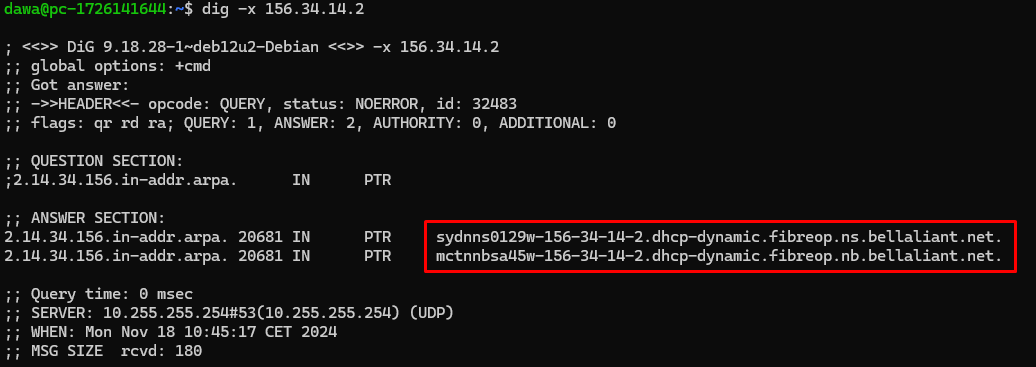 dawa@pc-1726141644:~$ dig -x 156.34.14.2
; <<>> DiG 9.18.28-1~deb12u2-Debian <<>> -x 156.34.14.2
;; global options: +cmd
;; Got answer:
;; ->>HEADER<<- opcode: QUERY, status: NOERROR, id: 32483
;; flags: qr rd ra; QUERY: 1, ANSWER: 2, AUTHORITY: 0, ADDITIONAL: 0
;; QUESTION SECTION:
;2.14.34.156.in-addr.arpa. IN PTR
;; ANSWER SECTION:
2.14.34.156.in-addr.arpa. 20681 IN PTR sydnns0129w-156-34-14-2.dhcp-dynamic.fibreop.ns.bellaliant.net.
2.14.34.156.in-addr.arpa. 20681 IN PTR mctnnbsa45w-156-34-14-2.dhcp-dynamic.fibreop.nb.bellaliant.net.
;; Query time: 0 msec
;; SERVER: 10.255.255.254#53(10.255.255.254) (UDP)
;; WHEN: Mon Nov 18 10:45:17 CET 2024
;; MSG SIZE rcvd: 180